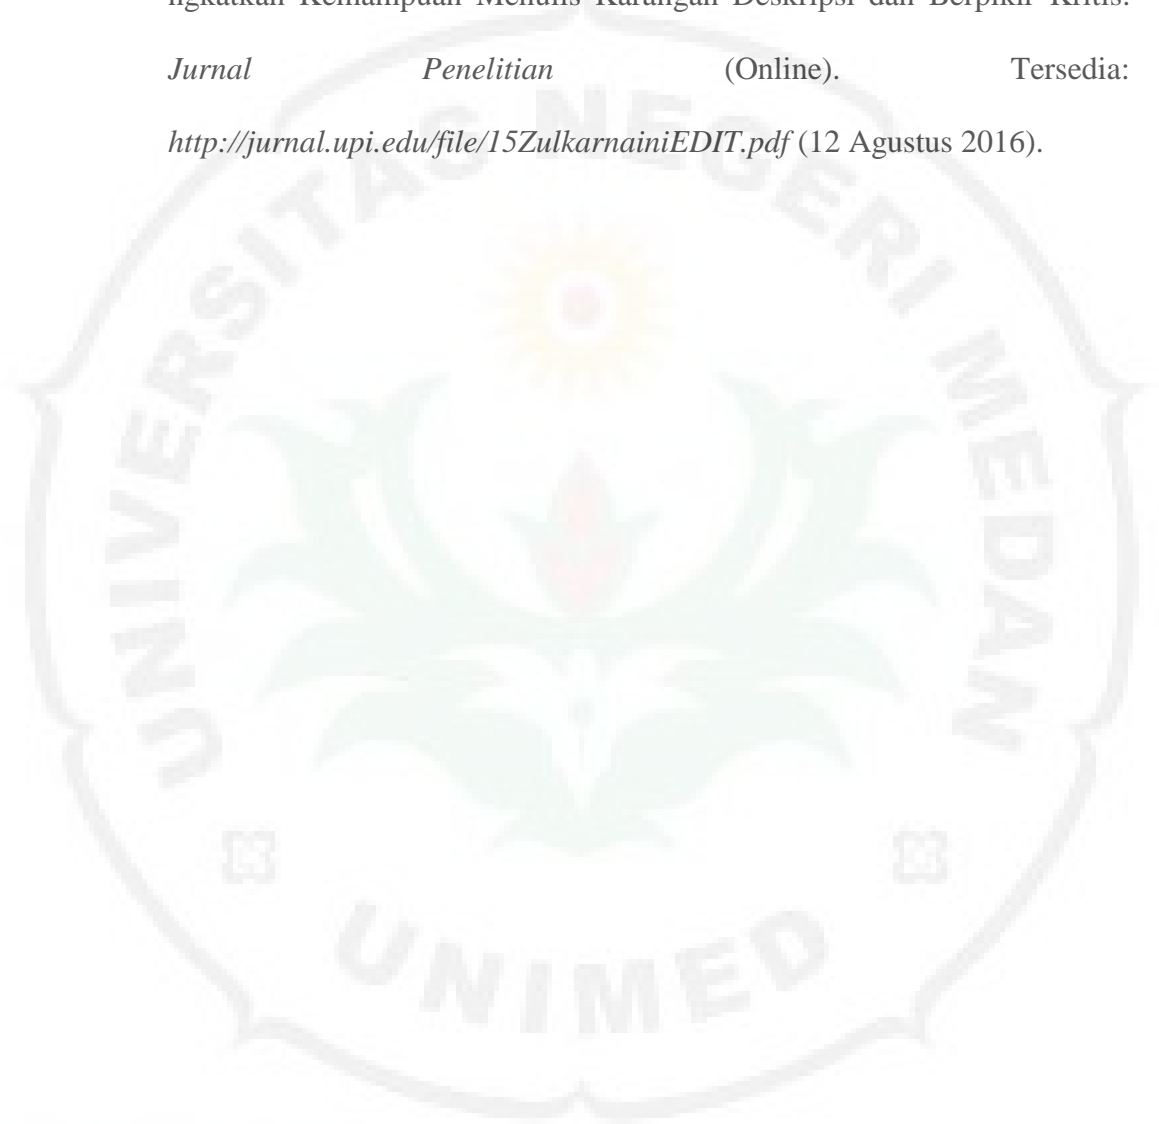 ngkatkan Kemampuan Menulis Karangan Deskripsi dan Berpikir Kritis.
Jurnal Penelitian (Online). Tersedia:
http://jurnal.upi.edu/file/15ZulkarnainiEDIT.pdf (12 Agustus 2016).
UNIVERSITAS NEGERI MEDAN
UNIMED